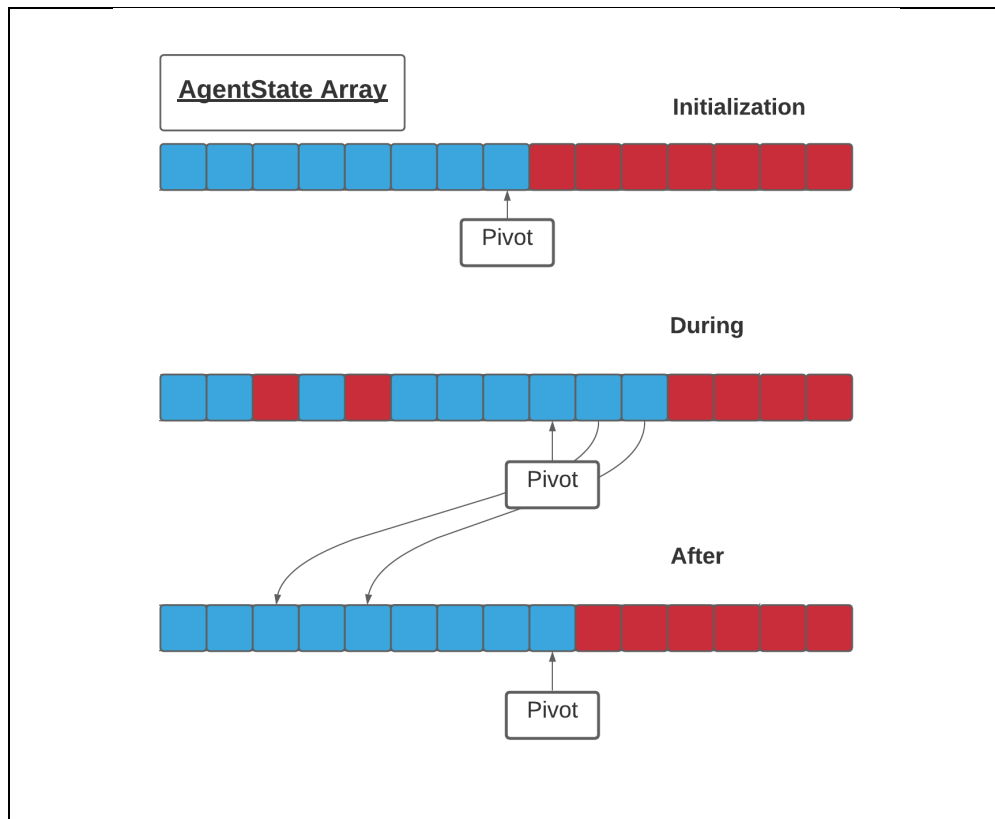 AgentState Array
Initialization
Pivot
During
Pivot
After
Pivot